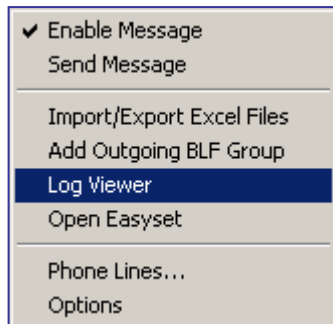 Enable Message
Send Message
Import/Export Excel Files
Add Outgoing BLF Group
Log Viewer
Open Easyset
Phone Lines...
Options